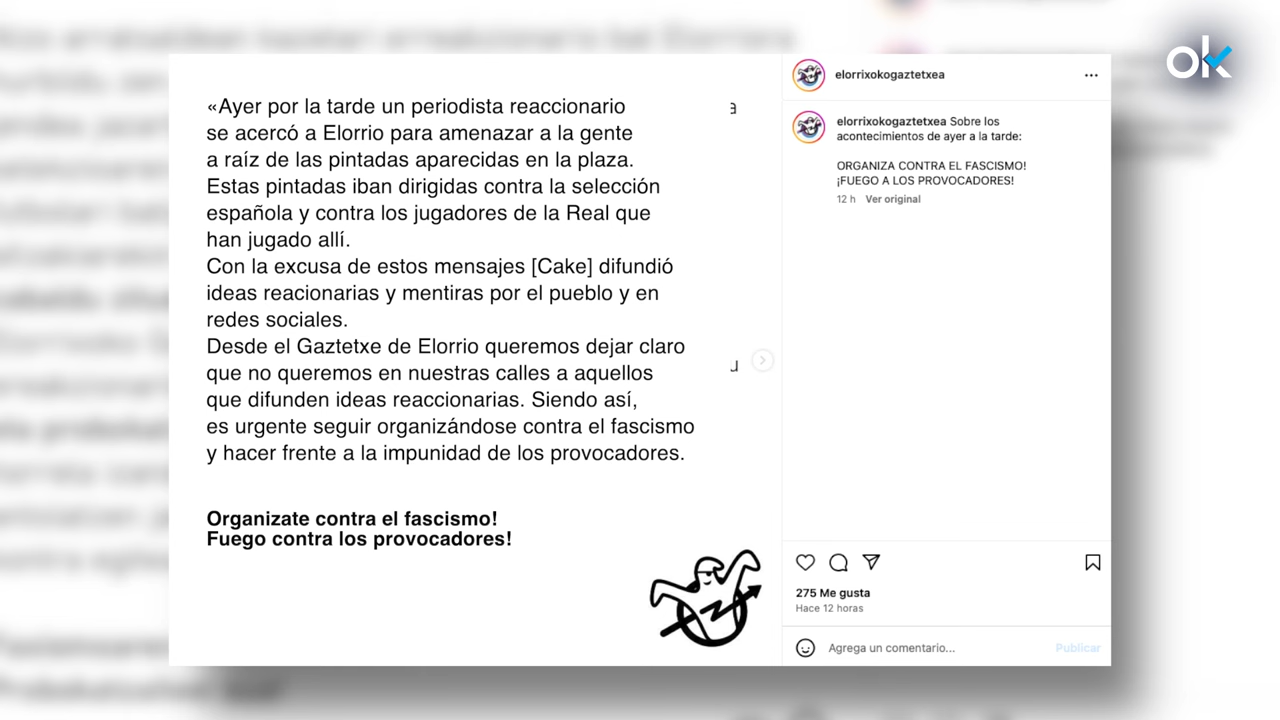 ok
«Ayer por la tarde un periodista reaccionario
se acercó a Elorrio para amenazar a la gente
a raíz de las pintadas aparecidas en la plaza.
Estas pintadas iban dirigidas contra la selección
española y contra los jugadores de la Real que
han jugado allí.
Con la excusa de estos mensajes [Cake] difundió
ideas reacionarias y mentiras por el pueblo y en
redes sociales.
Desde el Gaztetxe de Elorrio queremos dejar claro
que no queremos en nuestras calles a aquellos
que difunden ideas reaccionarias. Siendo así,
es urgente seguir organizándose contra el fascismo
y hacer frente a la impunidad de los provocadores.
Organizate contra el fascismo!
Fuego contra los provocadores!
elorrixokogaztetxea
elorrixokogaztetxea Sobre los
acontecimientos de ayer a la tarde:
ORGANIZA CONTRA EL FASCISMO!
¡FUEGO A LOS PROVOCADORES!
12 h Ver original
275 Me gusta
Hace 12 horas
Agrega un comentario... Publicar